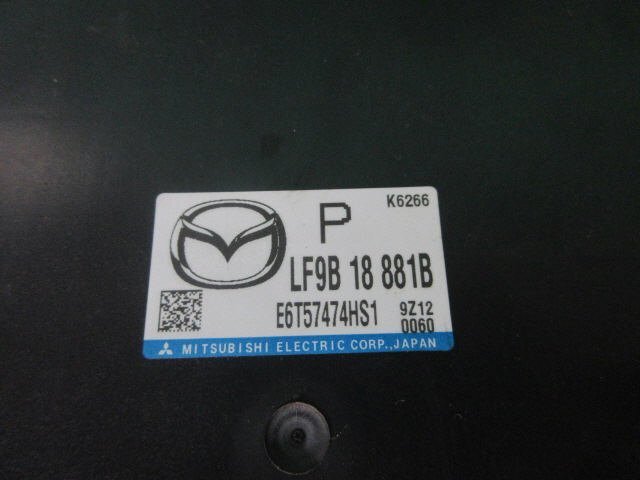 K6266
P
LF9B 18 881B
E6T57474HS1 9Z12
0060
MITSUBISHI ELECTRIC CORP.,JAPAN